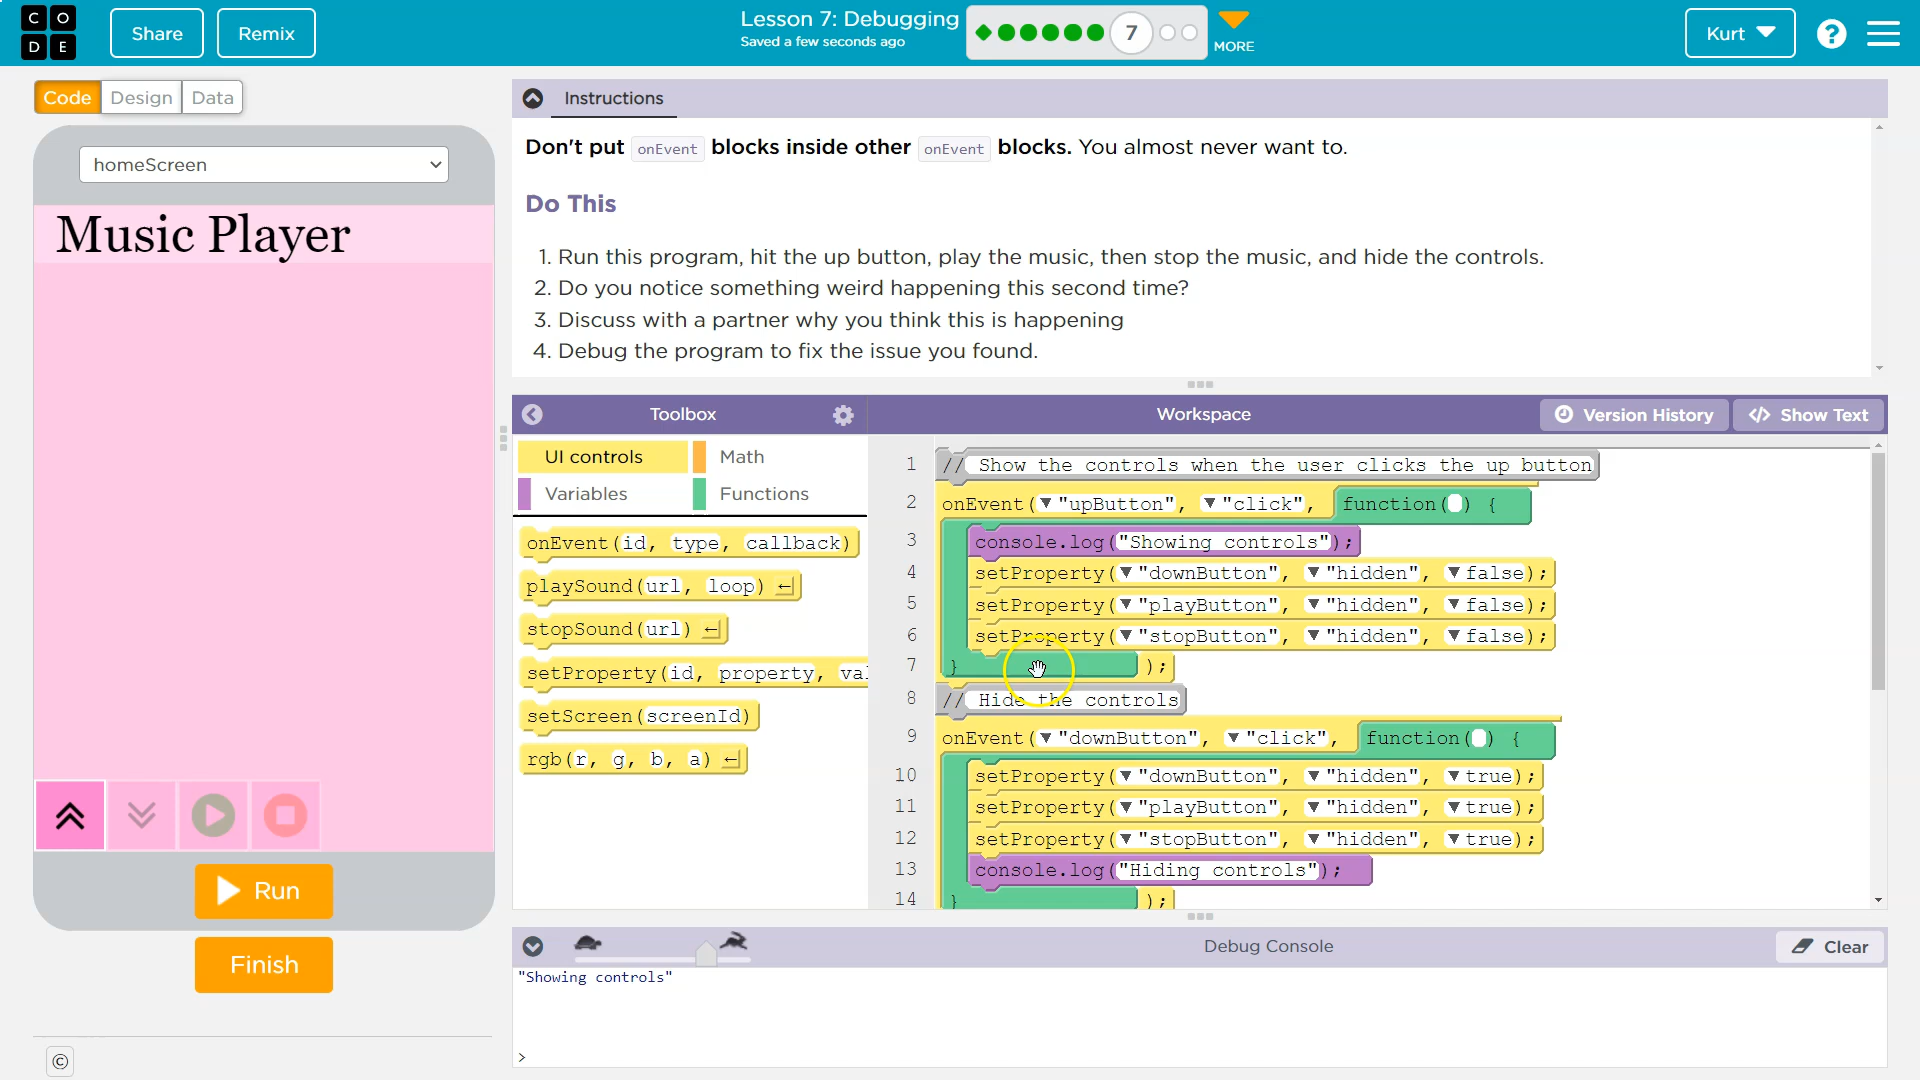 C O D E
Share
Remix
Lesson 7: Debugging
Saved a few seconds ago
7
MORE
Kurt
?
Code
Design
Data
homeScreen
Music Player
Run
Finish
©
Instructions
Don't put onEvent blocks inside other onEvent blocks. You almost never want to.
Do This
1. Run this program, hit the up button, play the music, then stop the music, and hide the controls.
2. Do you notice something weird happening this second time?
3. Discuss with a partner why you think this is happening
4. Debug the program to fix the issue you found.
Toolbox
Workspace
Version History
</> Show Text
UI controls
Math
Variables
Functions
onEvent(id, type, callback)
playSound(url, loop)
stopSound(url)
setProperty(id, property, val
setScreen(screenId)
rgb(r, g, b, a)
1 // Show the controls when the user clicks the up button
2 onEvent(▼"upButton", ▼"click", function() {
3 console.log("Showing controls");
4 setProperty(▼"downButton", ▼"hidden", ▼false);
5 setProperty(▼"playButton", ▼"hidden", ▼false);
6 setProperty(▼"stopButton", ▼"hidden", ▼false);
7 } );
8 // Hide the controls
9 onEvent(▼"downButton", ▼"click", function() {
10 setProperty(▼"downButton", ▼"hidden", ▼true);
11 setProperty(▼"playButton", ▼"hidden", ▼true);
12 setProperty(▼"stopButton", ▼"hidden", ▼true);
13 console.log("Hiding controls");
14 } );
Debug Console
Clear
"Showing controls"
>